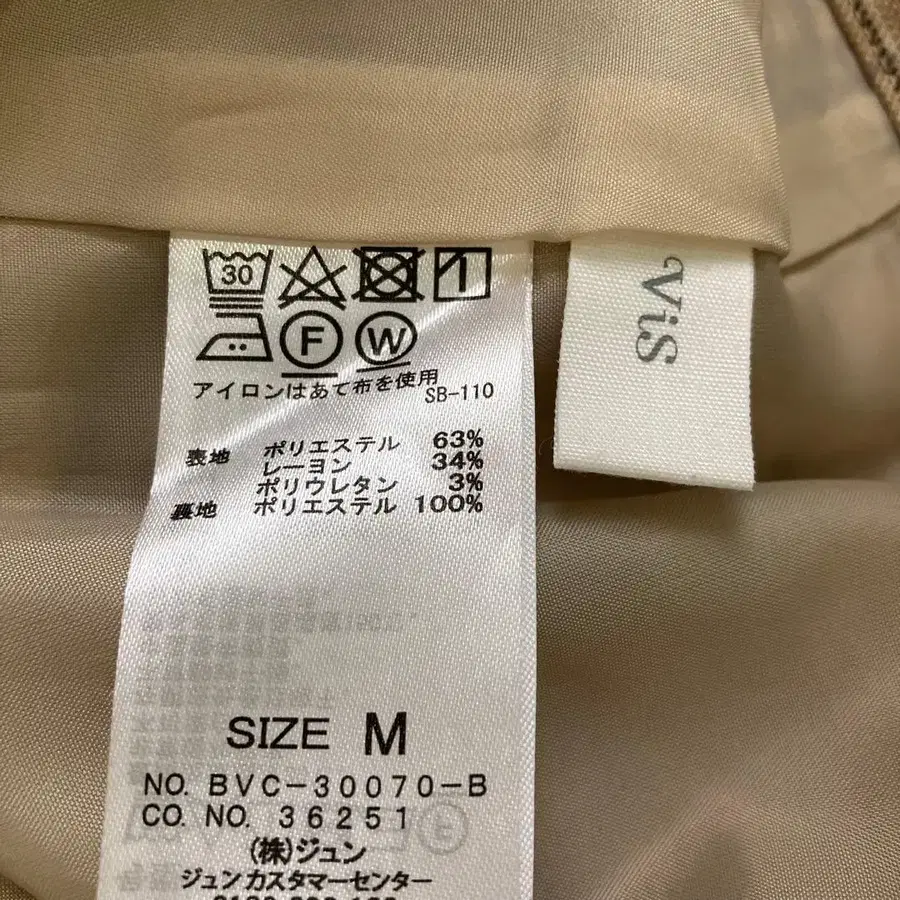 30
F
W
アイロンはあて布を使用
SB-110
表地 ポリエステル 63%
レーヨン 34%
ポリウレタン 3%
裏地 ポリエステル 100%
SIZE M
NO. BVC-30070-B
CO. NO. 36251
(株)ジュン
ジュンカスタマーセンター
ViS